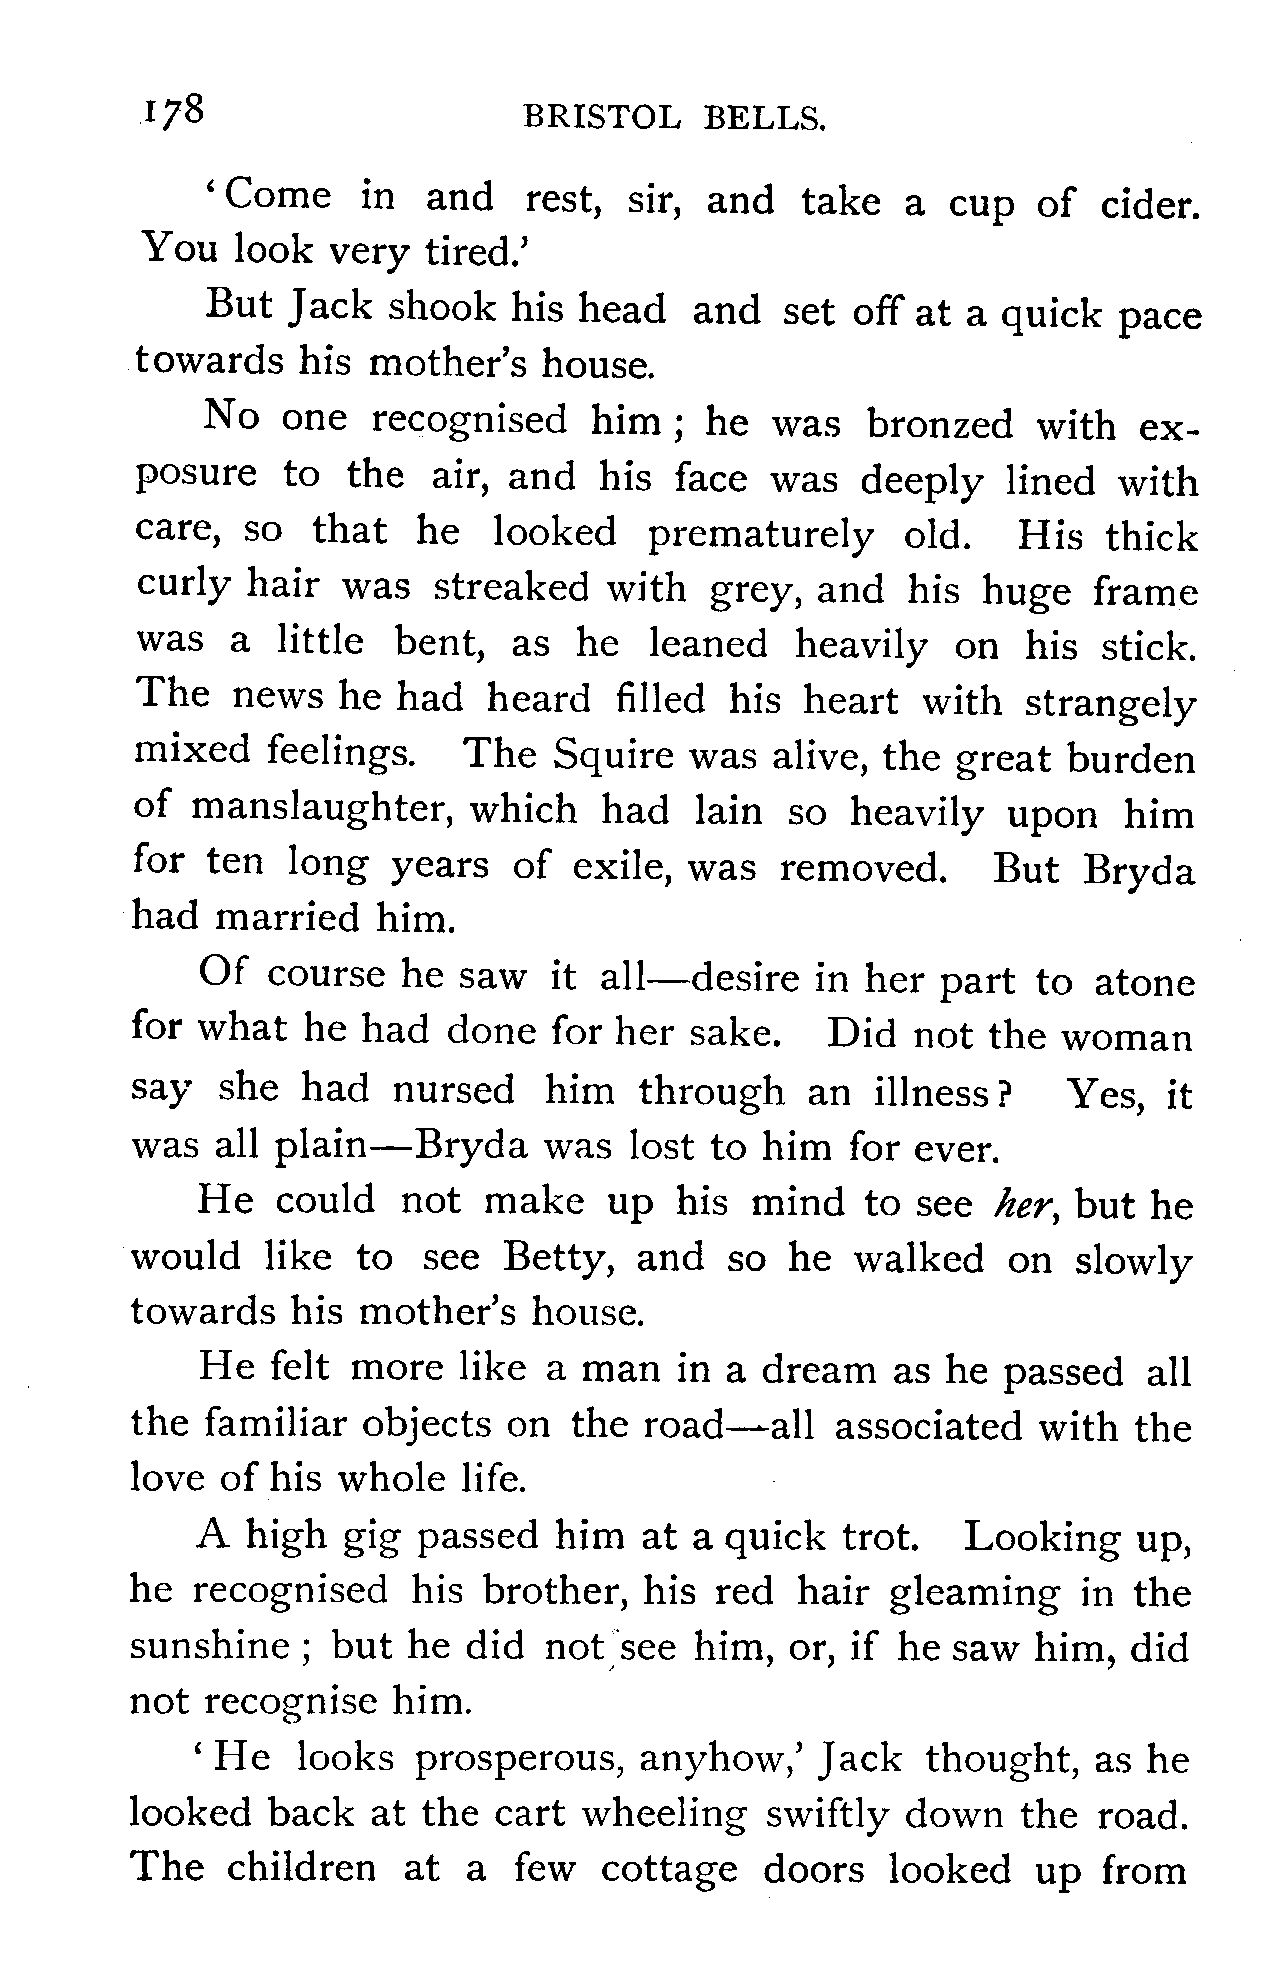 178 BRISTOL BELLS.
‘Come in and rest, sir, and take a cup of cider.
You look very tired.’
But Jack shook his head and set off at a quick pace
towards his mother’s house.
No one recognised him ; he was bronzed with ex-
posure to the air, and his face was deeply lined with
care, so that he looked prematurely old. His thick
curly hair was streaked with grey, and his huge frame
was a little bent, as he leaned heavily on his stick.
The news he had heard filled his heart with strangely
mixed feelings. The Squire was alive, the great burden
of manslaughter, which had lain so heavily upon him
for ten long years of exile, was removed. But Bryda
had married him.
Of course he saw it all—desire in her part to atone
for what he had done for her sake. Did not the woman
say she had nursed him through an illness ? Yes, it
was all plain—Bryda was lost to him for ever.
He could not make up his mind to see her, but he
would like to see Betty, and so he walked on slowly
towards his mother’s house.
He felt more like a man in a dream as he passed all
the familiar objects on the road—all associated with the
love of his whole life.
A high gig passed him at a quick trot. Looking up,
he recognised his brother, his red hair gleaming in the
sunshine ; but he did not see him, or, if he saw him, did
not recognise him.
‘ He looks prosperous, anyhow,’ Jack thought, as he
looked back at the cart wheeling swiftly down the road.
The children at a few cottage doors looked up from